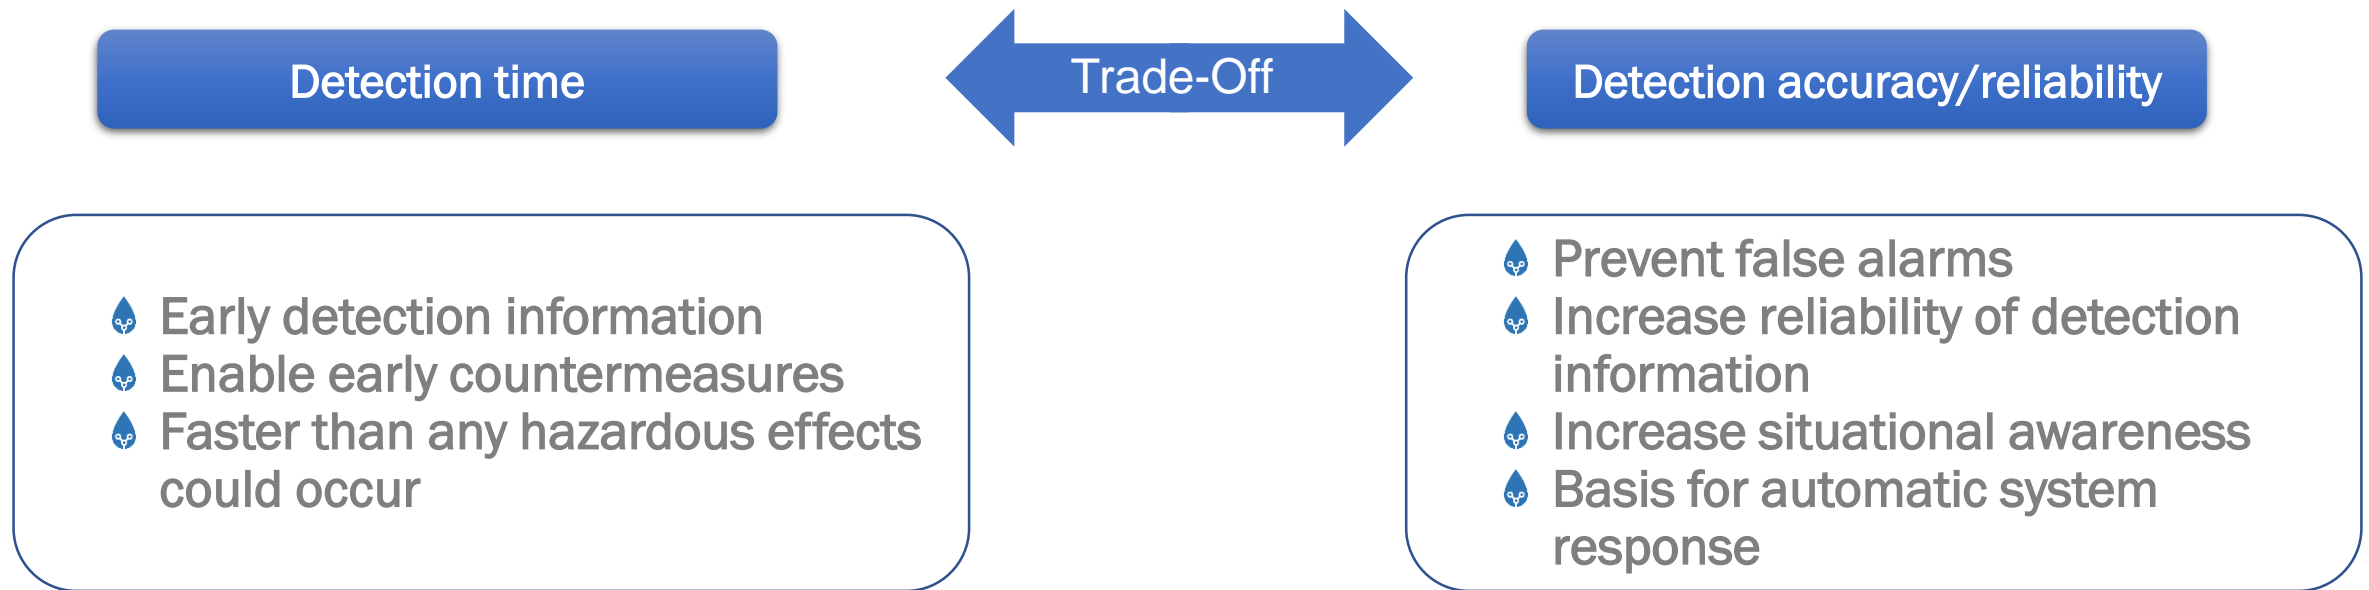 Detection time
Trade-Off
Detection accuracy/reliability
Early detection information
Enable early countermeasures
Faster than any hazardous effects
could occur
Prevent false alarms
Increase reliability of detection
information
Increase situational awareness
Basis for automatic system
response